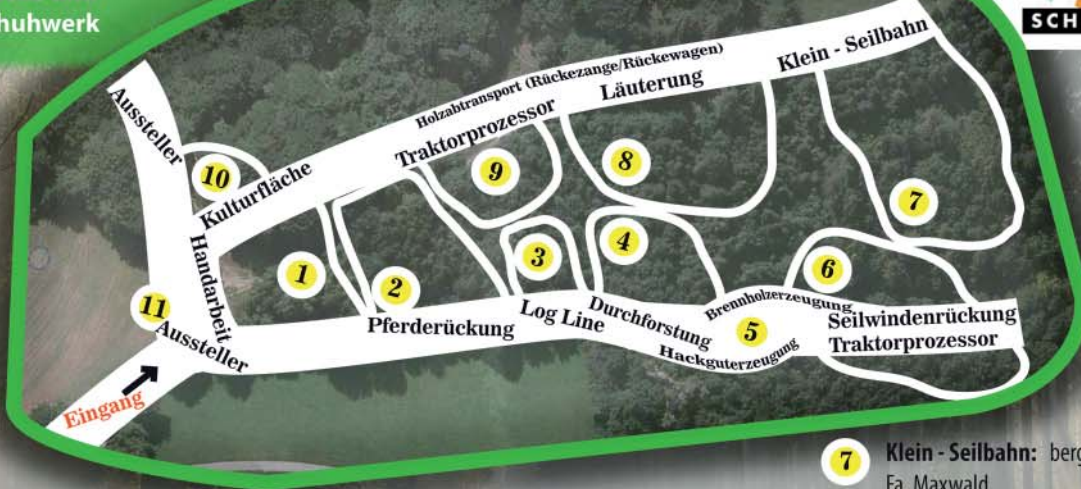 huhwerk
SCH
Holzabtransport (Rückezange/Rückewagen)
Klein - Seilbahn
Läuterung
Traktorprozessor
Aussteller
Kulturfläche
Handarbeit
10
9
8
7
1
2
3
4
6
11
5
Aussteller
Eingang
Pferderückung
Log Line
Durchforstung
Brennholzerzeugung
Hackguterzeugung
Seilwindenrückung
Traktorprozessor
7 Klein - Seilbahn: berg
Fa. Maxwald